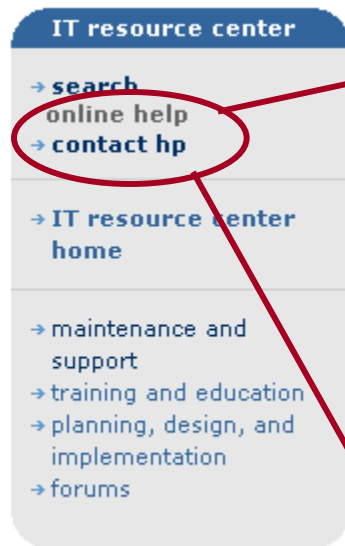 IT resource center
→ search
online help
→ contact hp
→ IT resource center
home
→ maintenance and
support
→ training and education
→ planning, design, and
implementation
→ forums